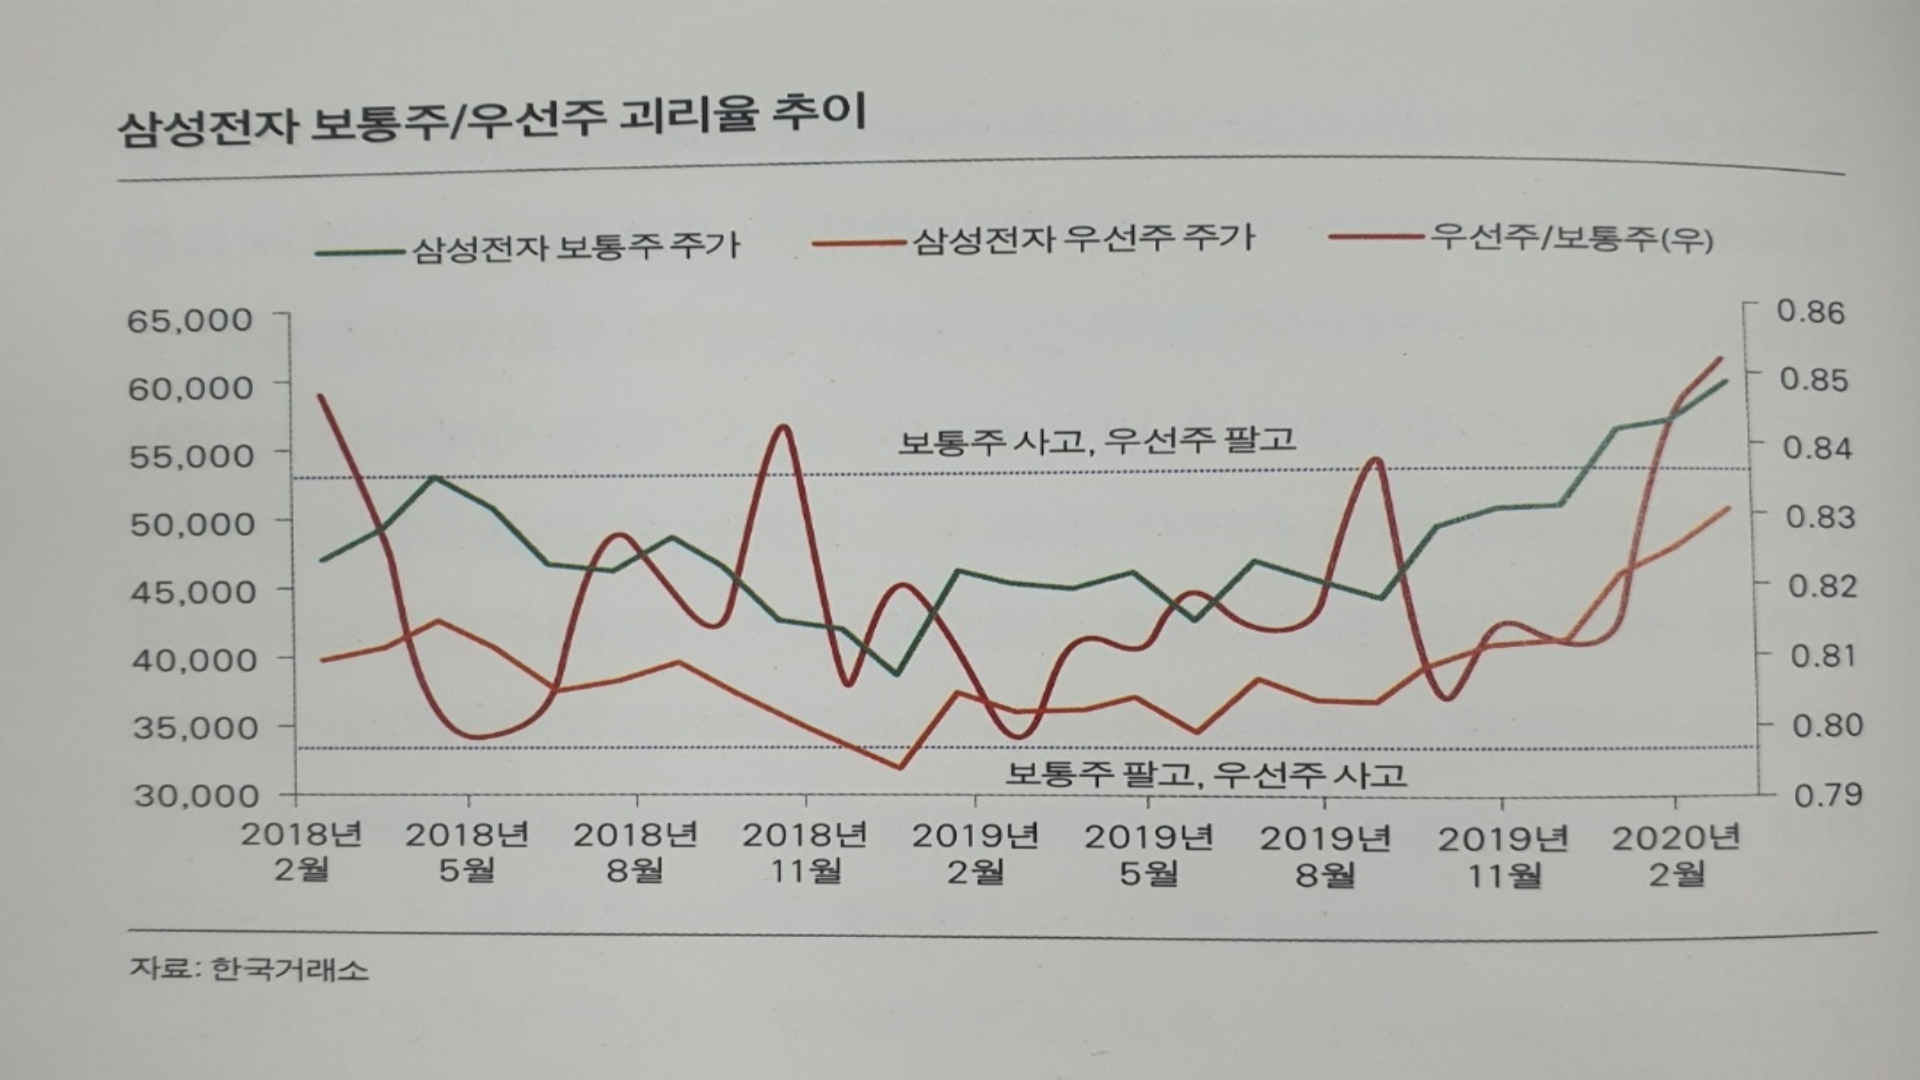 삼성전자 보통주/우선주 괴리율 추이
삼성전자 보통주 주가 삼성전자 우선주 주가 우선주/보통주(우)
65,000 0.86
60,000 0.85
보통주 사고, 우선주 팔고
55,000 0.84
50,000 0.83
45,000 0.82
40,000 0.81
35,000 0.80
보통주 팔고, 우선주 사고
30,000 0.79
2018년 2018년 2018년 2018년 2019년 2019년 2019년 2019년 2020년
2월 5월 8월 11월 2월 5월 8월 11월 2월
자료: 한국거래소